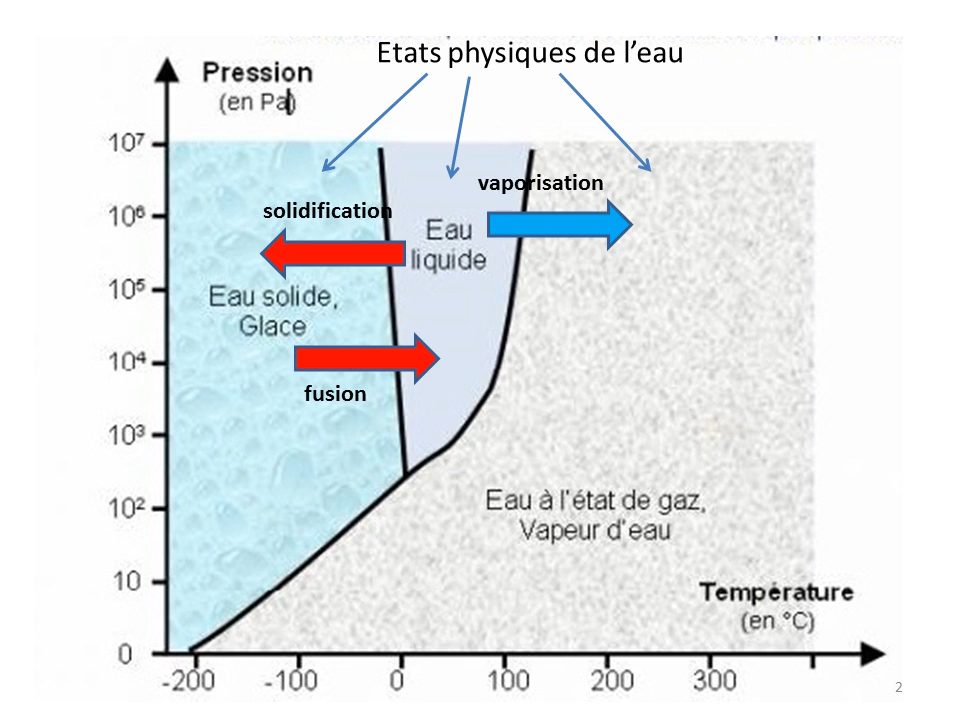 Etats physiques de l’eau
Pression
(en Pa)
10⁷
vaporisation
solidification
10⁶
Eau
liquide
10⁵
Eau solide,
Glace
10⁴
fusion
10³
10²
Eau à l’état de gaz,
Vapeur d’eau
10
Température
(en °C)
0
-200 -100 0 100 200 300
2